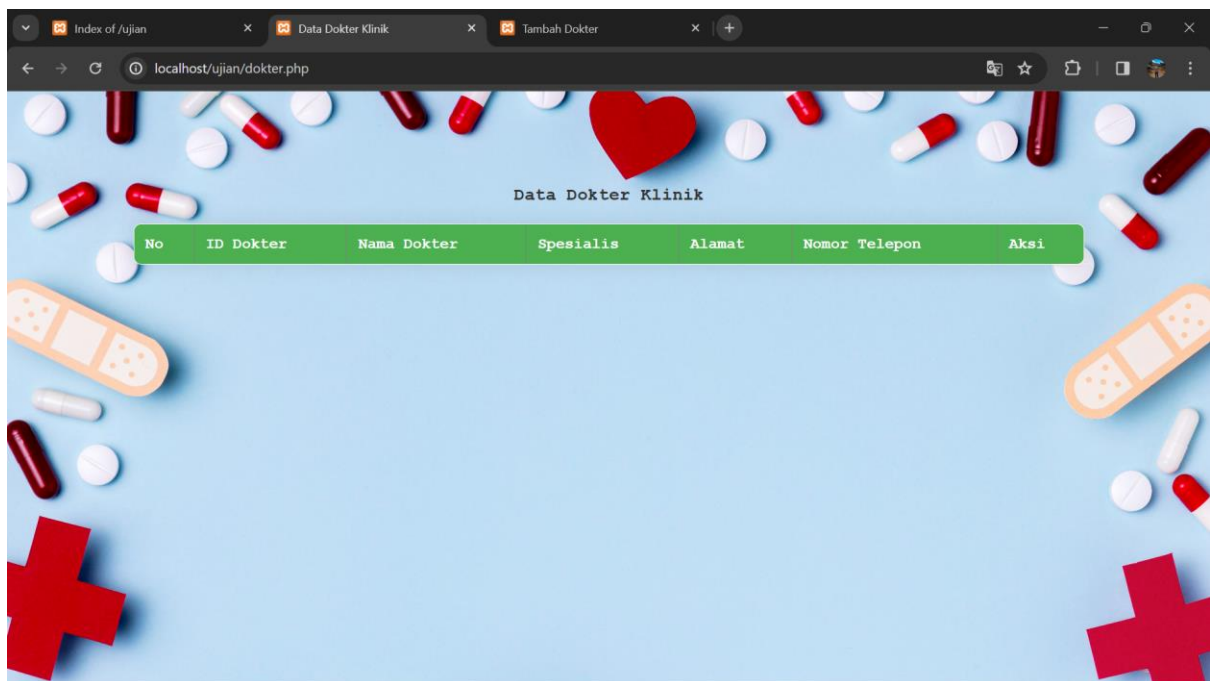 Index of /ujian
Data Dokter Klinik
Tambah Dokter
localhost/ujian/dokter.php
Data Dokter Klinik
No ID Dokter Nama Dokter Spesialis Alamat Nomor Telepon Aksi